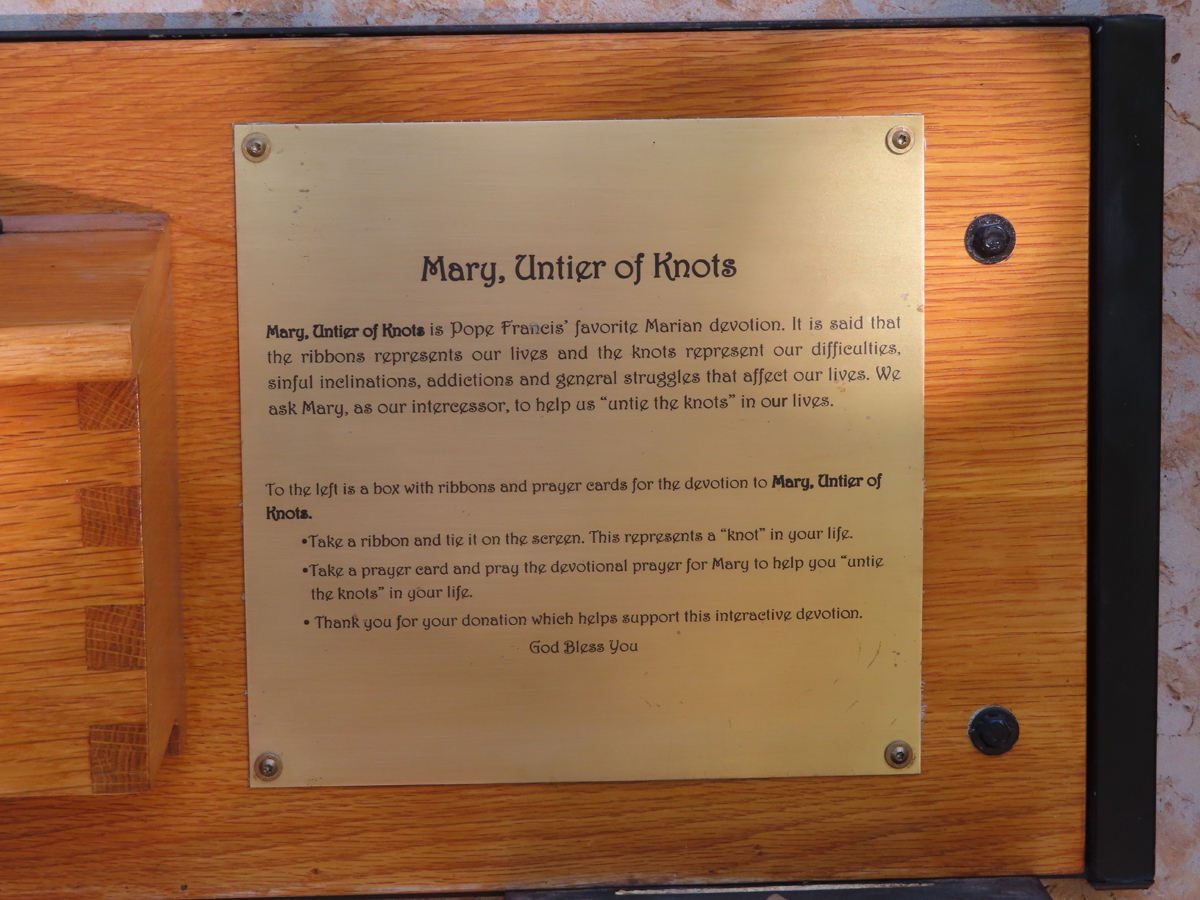 Mary, Untier of Knots
Mary, Untier of Knots is Pope Francis' favorite Marian devotion. It is said that
the ribbons represents our lives and the knots represent our difficulties,
sinful inclinations, addictions and general struggles that affect our lives. We
ask Mary, as our intercessor, to help us “untie the knots” in our lives.
To the left is a box with ribbons and prayer cards for the devotion to Mary, Untier of
Knots.
•Take a ribbon and tie it on the screen. This represents a “knot” in your life.
•Take a prayer card and pray the devotional prayer for Mary to help you “untie
the knots” in your life.
• Thank you for your donation which helps support this interactive devotion.
God Bless You